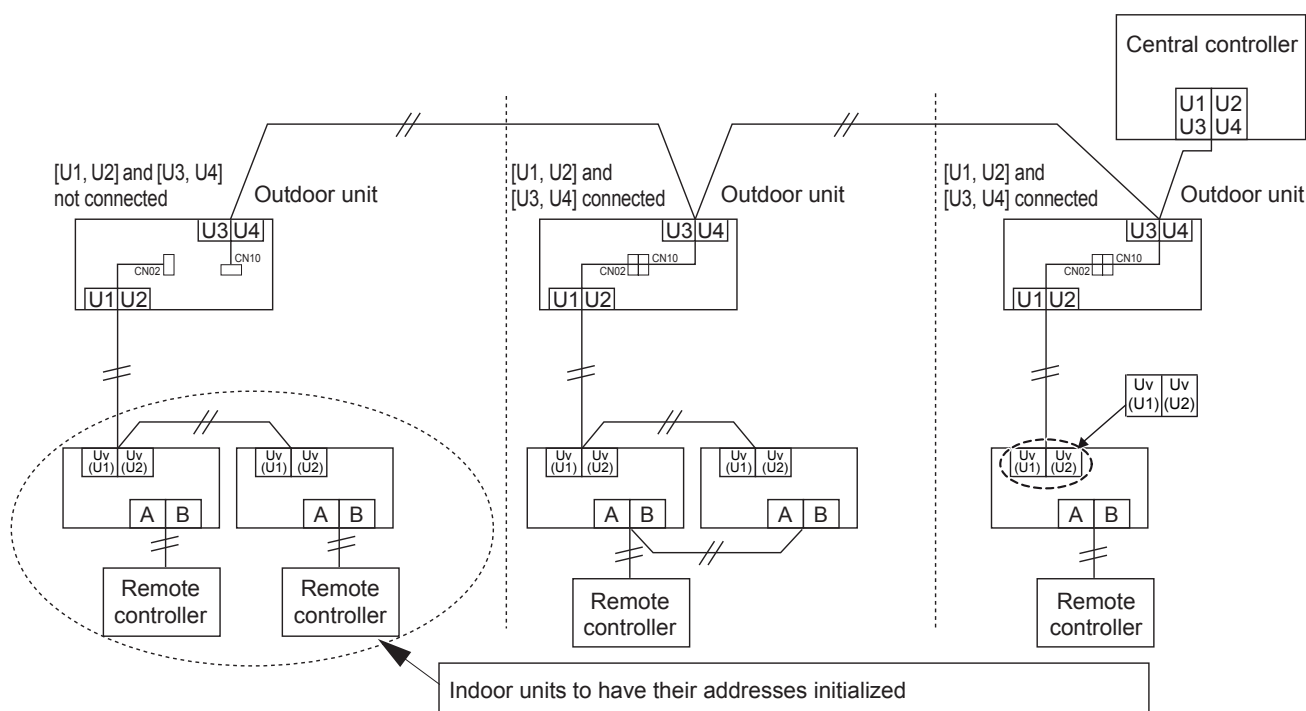 Central controller
U1 U2
U3 U4
[U1, U2] and [U3, U4]
not connected
Outdoor unit
[U1, U2] and
[U3, U4] connected
Outdoor unit
[U1, U2] and
[U3, U4] connected
Outdoor unit
U3 U4
CN02
CN10
U1 U2
U3 U4
CN02
CN10
U1 U2
U3 U4
CN02
CN10
U1 U2
Uv Uv
(U1) (U2)
Uv Uv
(U1) (U2)
Uv Uv
(U1) (U2)
Uv Uv
(U1) (U2)
Uv Uv
(U1) (U2)
Uv Uv
(U1) (U2)
A B
A B
A B
A B
A B
Remote
controller
Remote
controller
Remote
controller
Remote
controller
Indoor units to have their addresses initialized